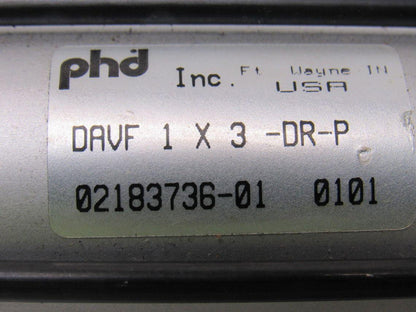 phd Inc. Ft. Wayne IN
USA
DAVF 1 X 3 -DR-P
02183736-01 0101